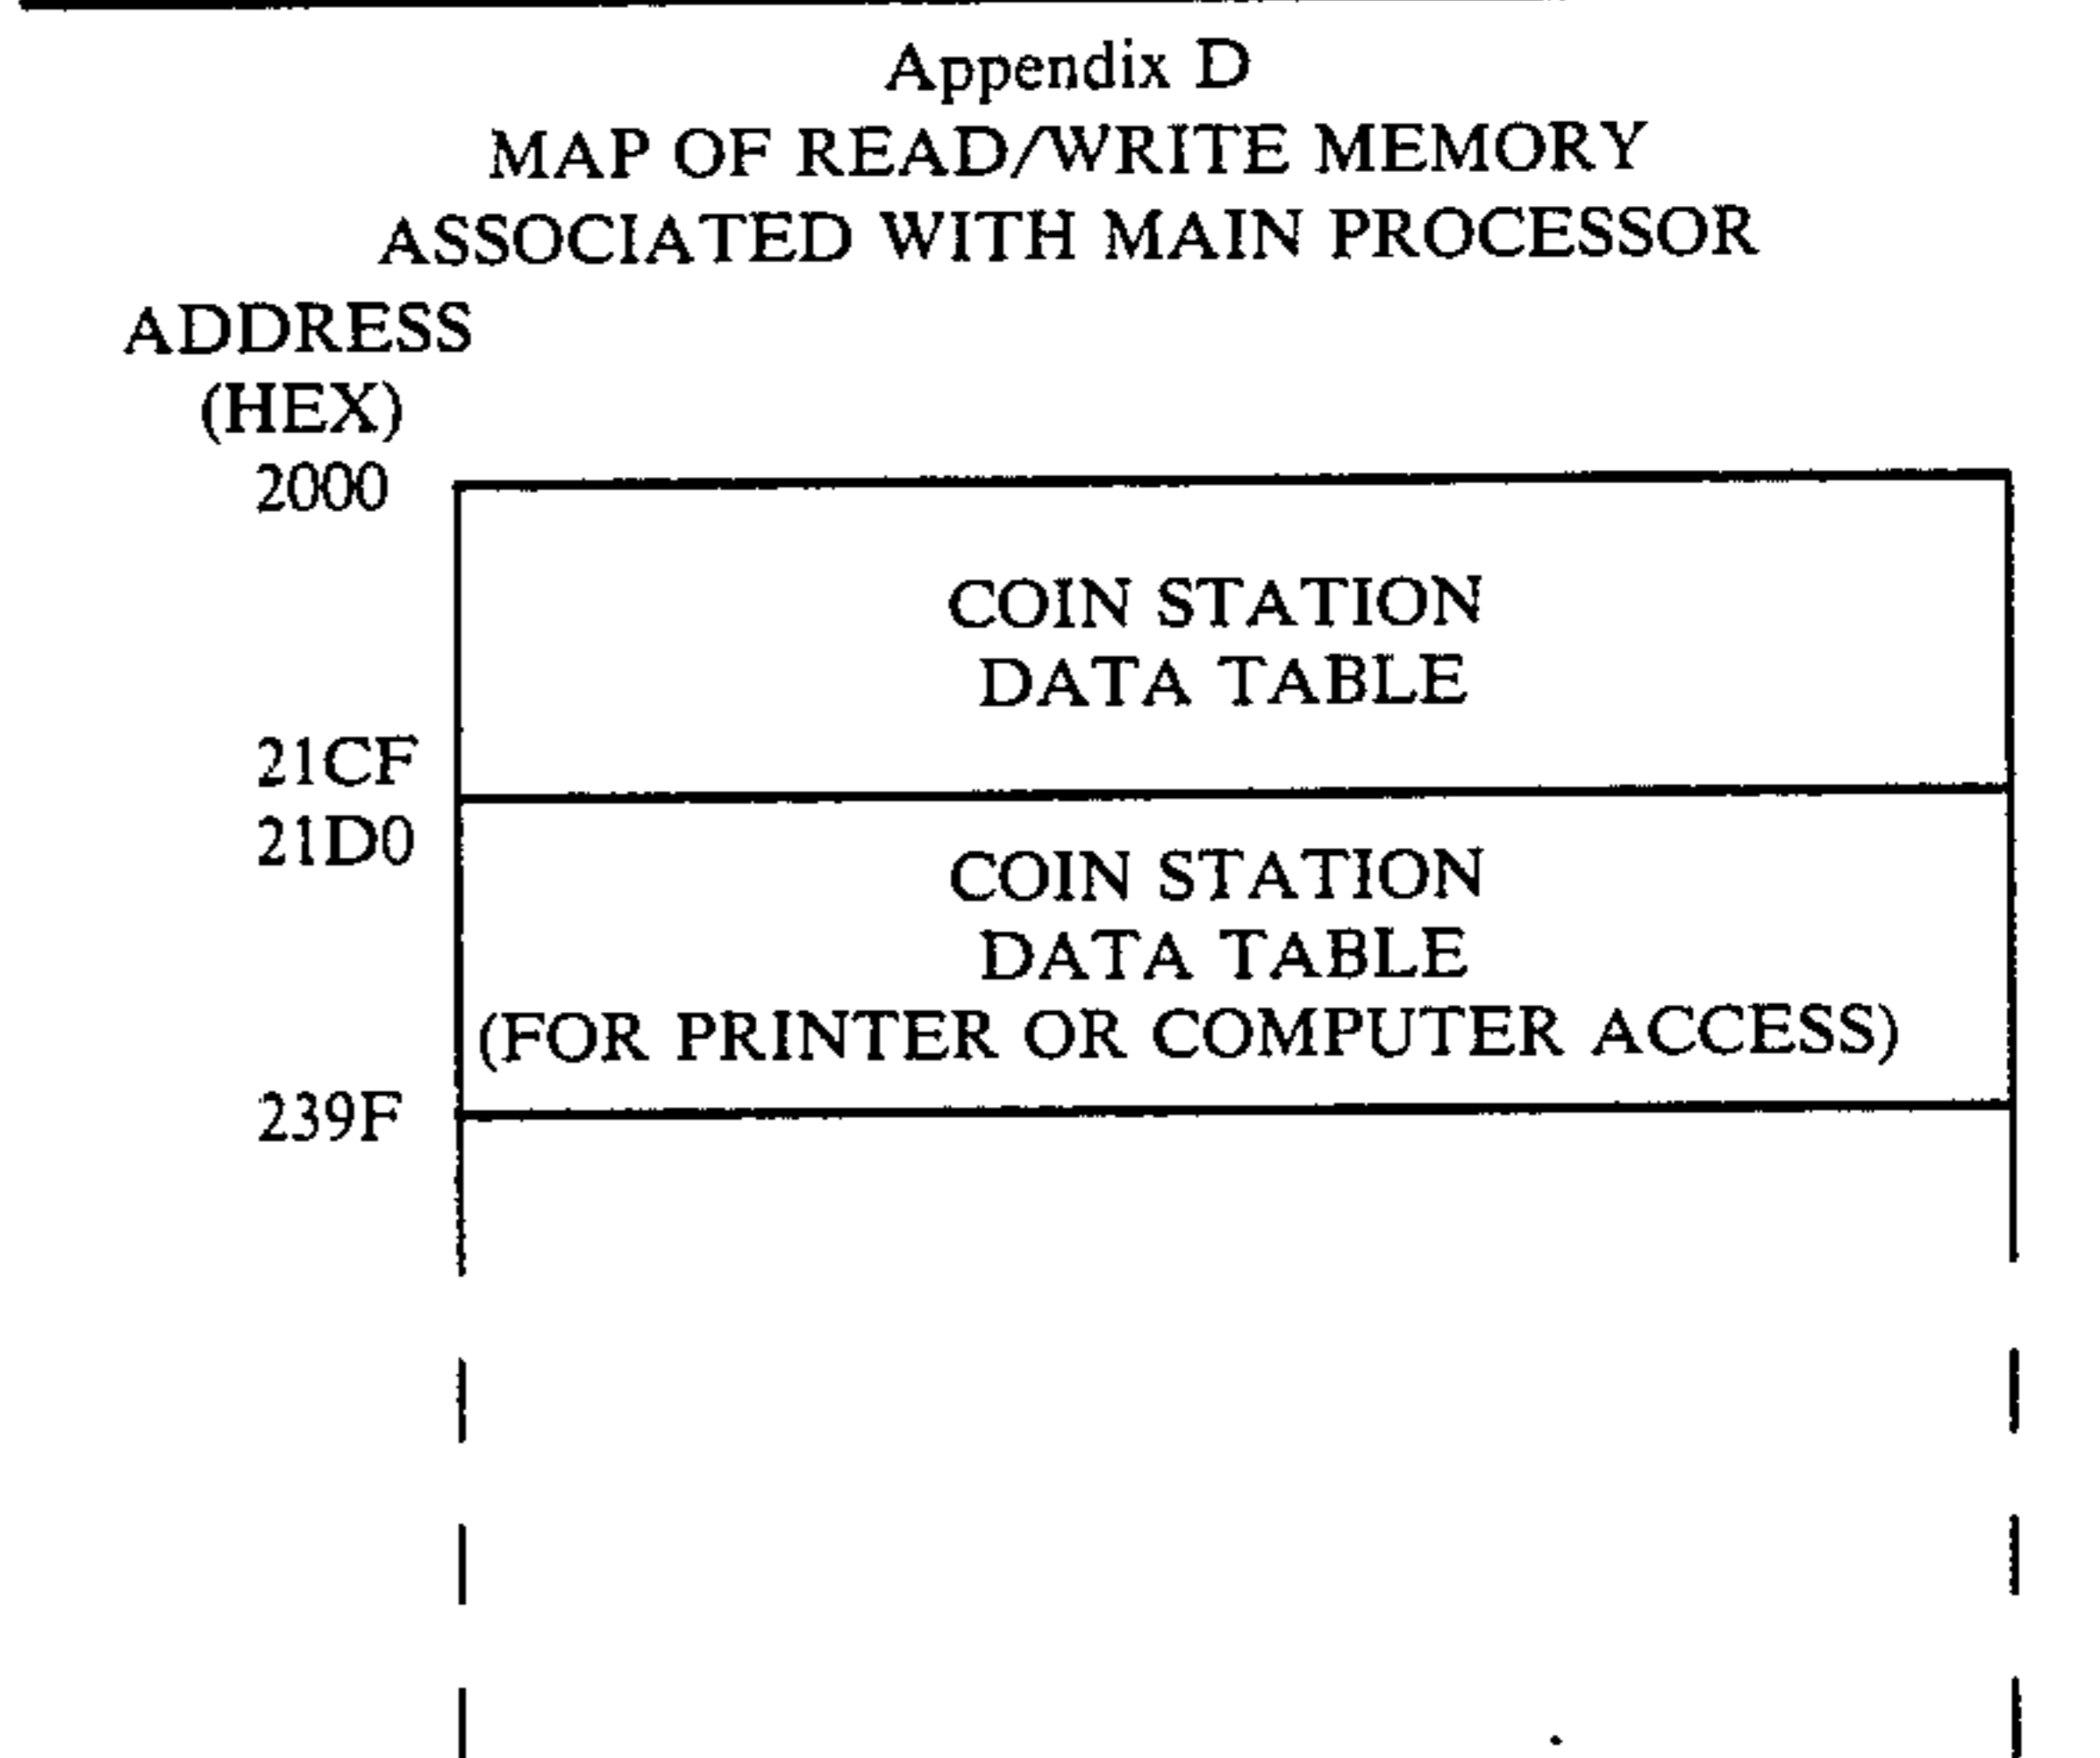 Appendix D
MAP OF READ/WRITE MEMORY
ASSOCIATED WITH MAIN PROCESSOR
ADDRESS
(HEX)
2000
COIN STATION
DATA TABLE
21CF
21D0
COIN STATION
DATA TABLE
(FOR PRINTER OR COMPUTER ACCESS)
239F